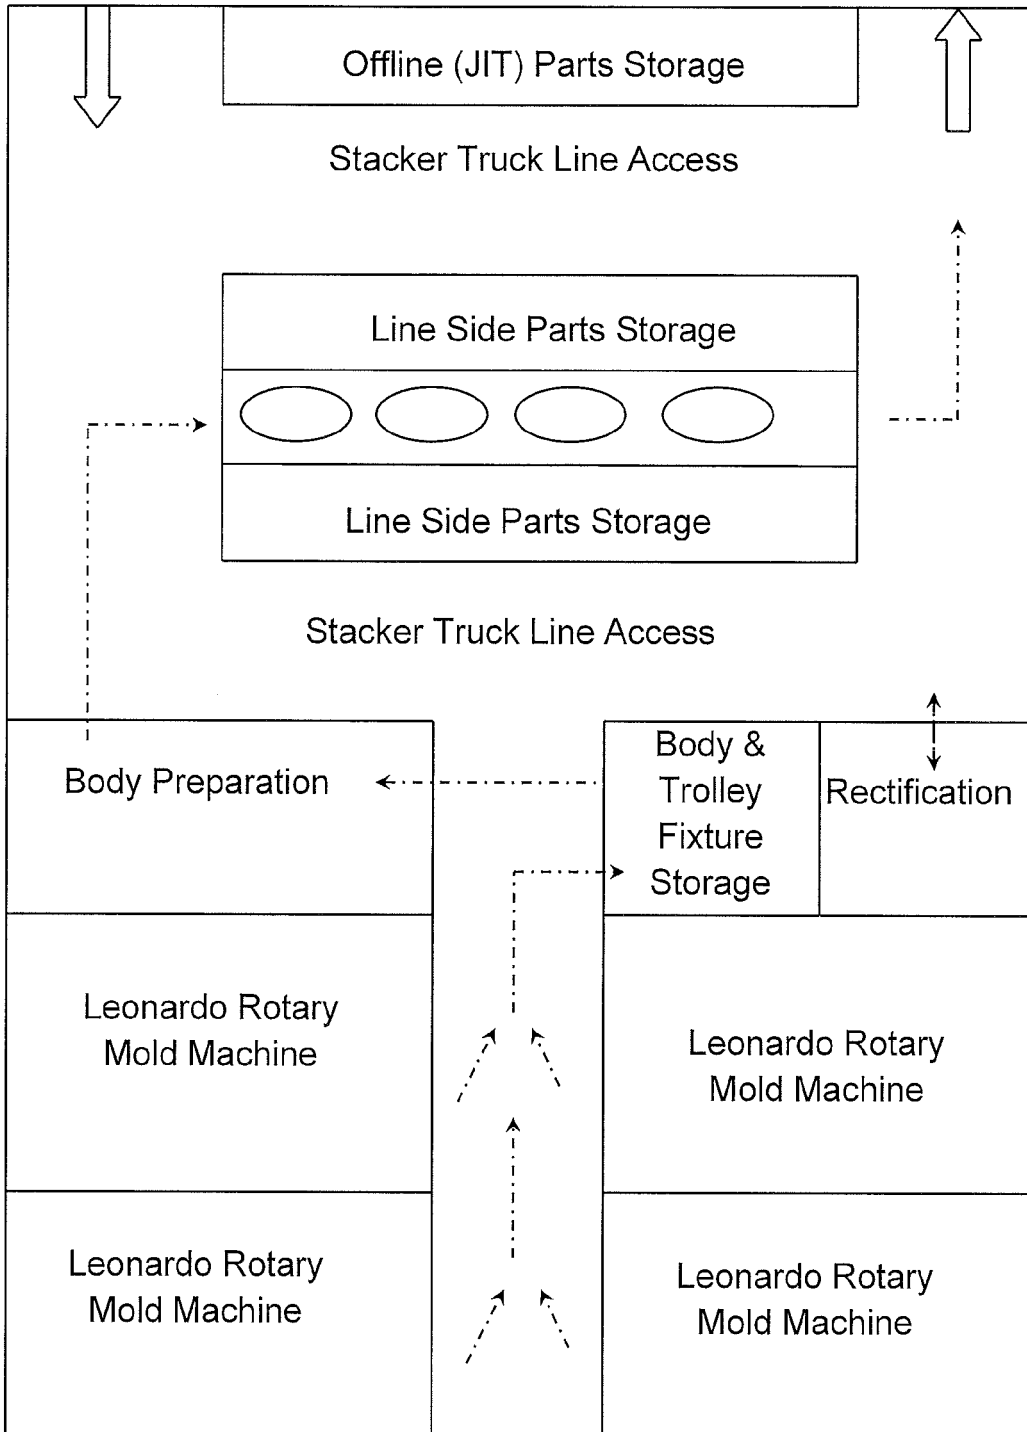 Offline (JIT) Parts Storage
Stacker Truck Line Access
Line Side Parts Storage
Line Side Parts Storage
Stacker Truck Line Access
Body Preparation
Body &
Trolley
Fixture
Storage
Rectification
Leonardo Rotary
Mold Machine
Leonardo Rotary
Mold Machine
Leonardo Rotary
Mold Machine
Leonardo Rotary
Mold Machine